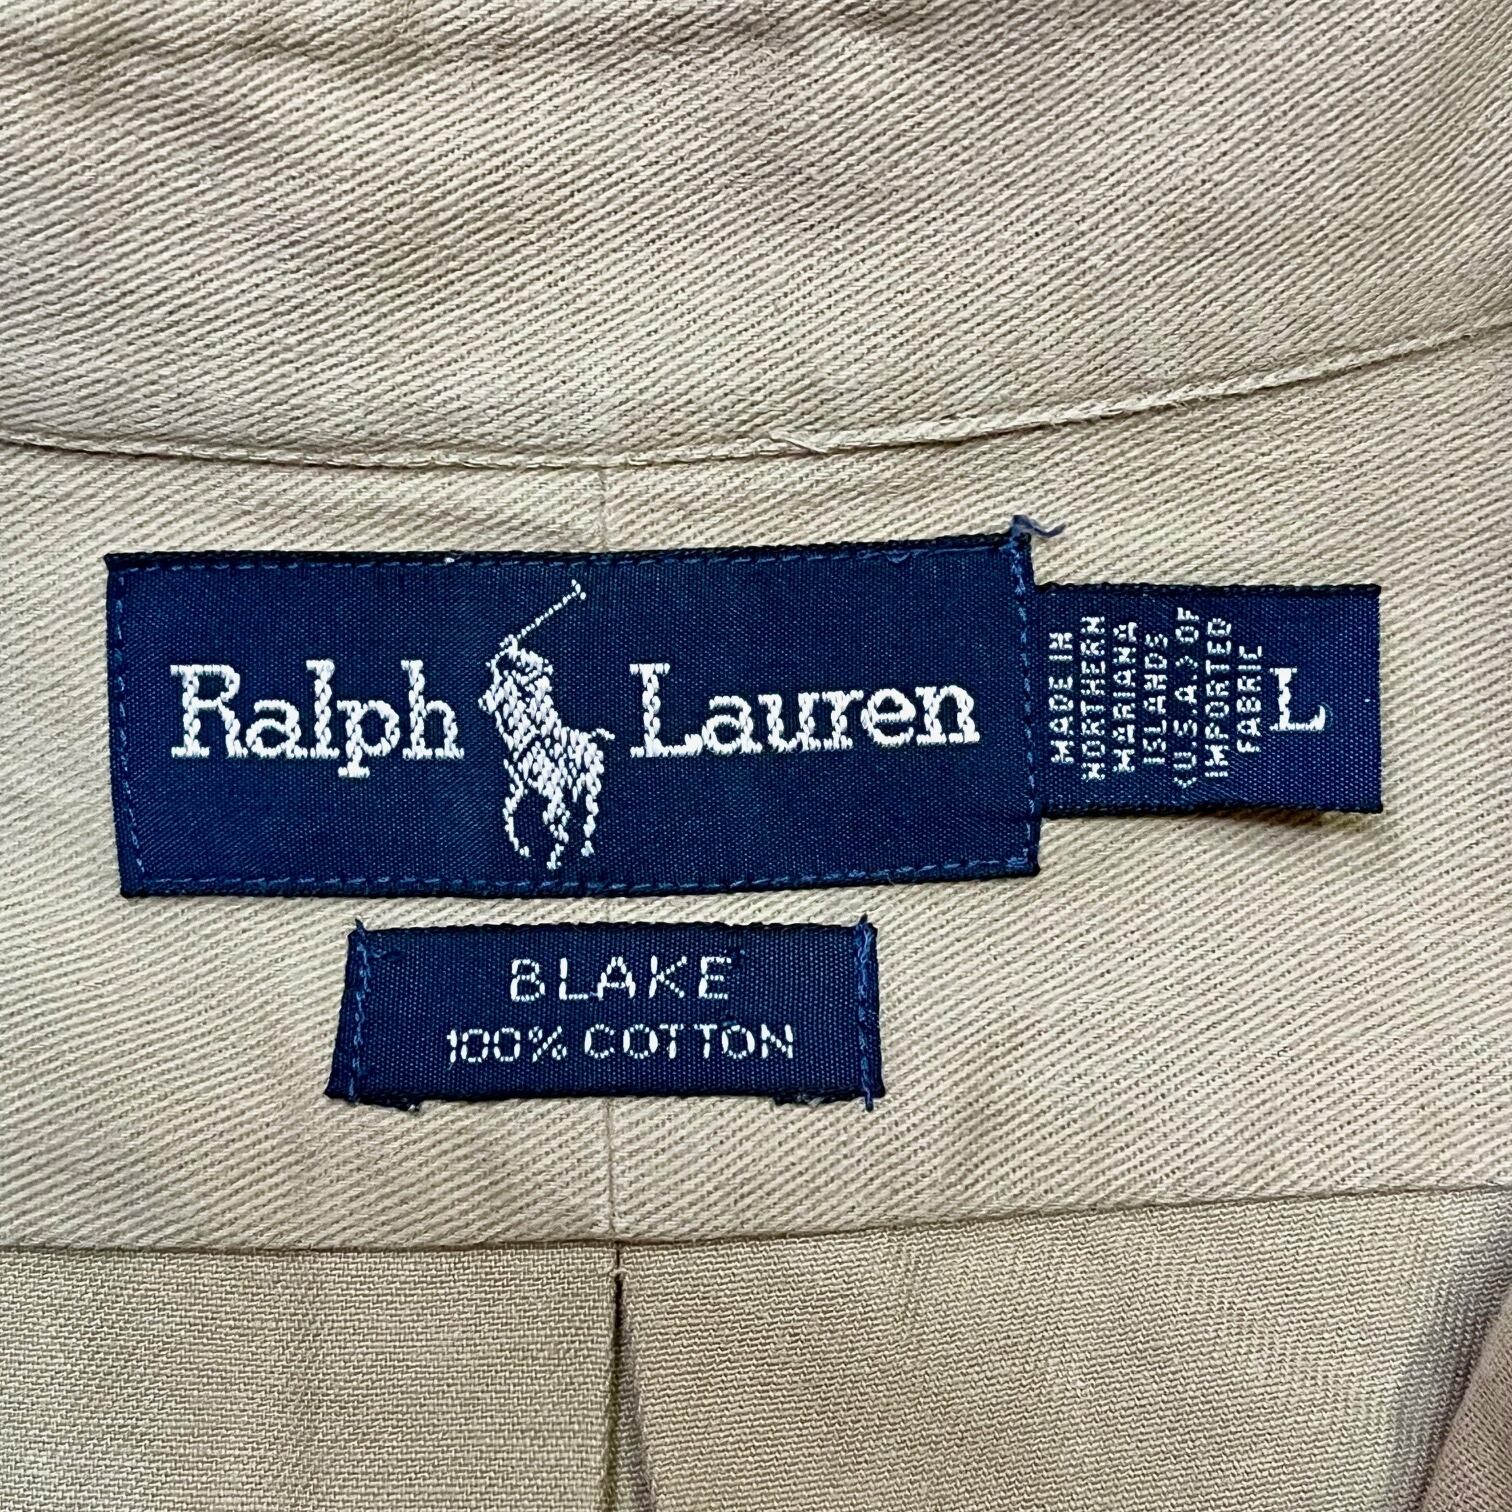 Ralph Lauren
MADE IN
NORTHERN
MARIANA
ISLANDS
(U.S.A.) OF
IMPORTED
FABRIC
L
BLAKE
100% COTTON